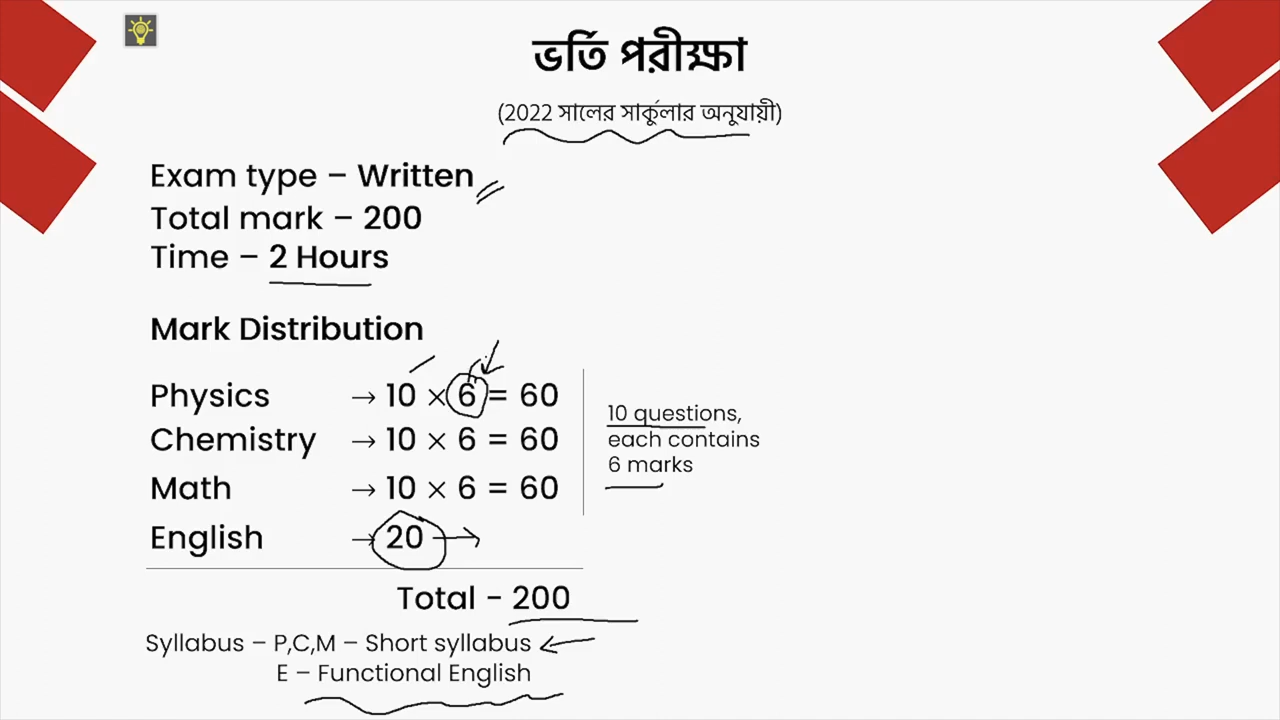 ভর্তি পরীক্ষা
(2022 সালের সার্কুলার অনুযায়ী)
Exam type – Written
Total mark – 200
Time – 2 Hours
Mark Distribution
Physics → 10 × 6 = 60
Chemistry → 10 × 6 = 60
Math → 10 × 6 = 60
English → 20
10 questions,
each contains
6 marks
Total - 200
Syllabus – P,C,M – Short syllabus
E – Functional English